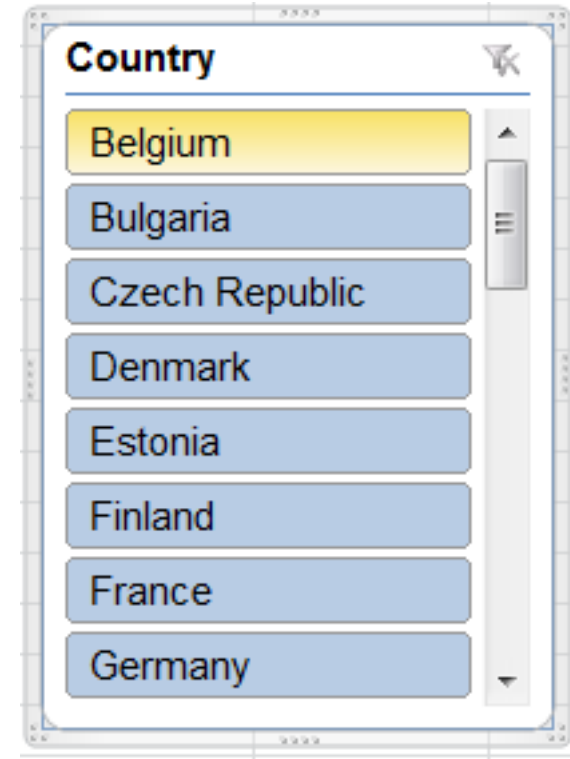 Country
Belgium
Bulgaria
Czech Republic
Denmark
Estonia
Finland
France
Germany